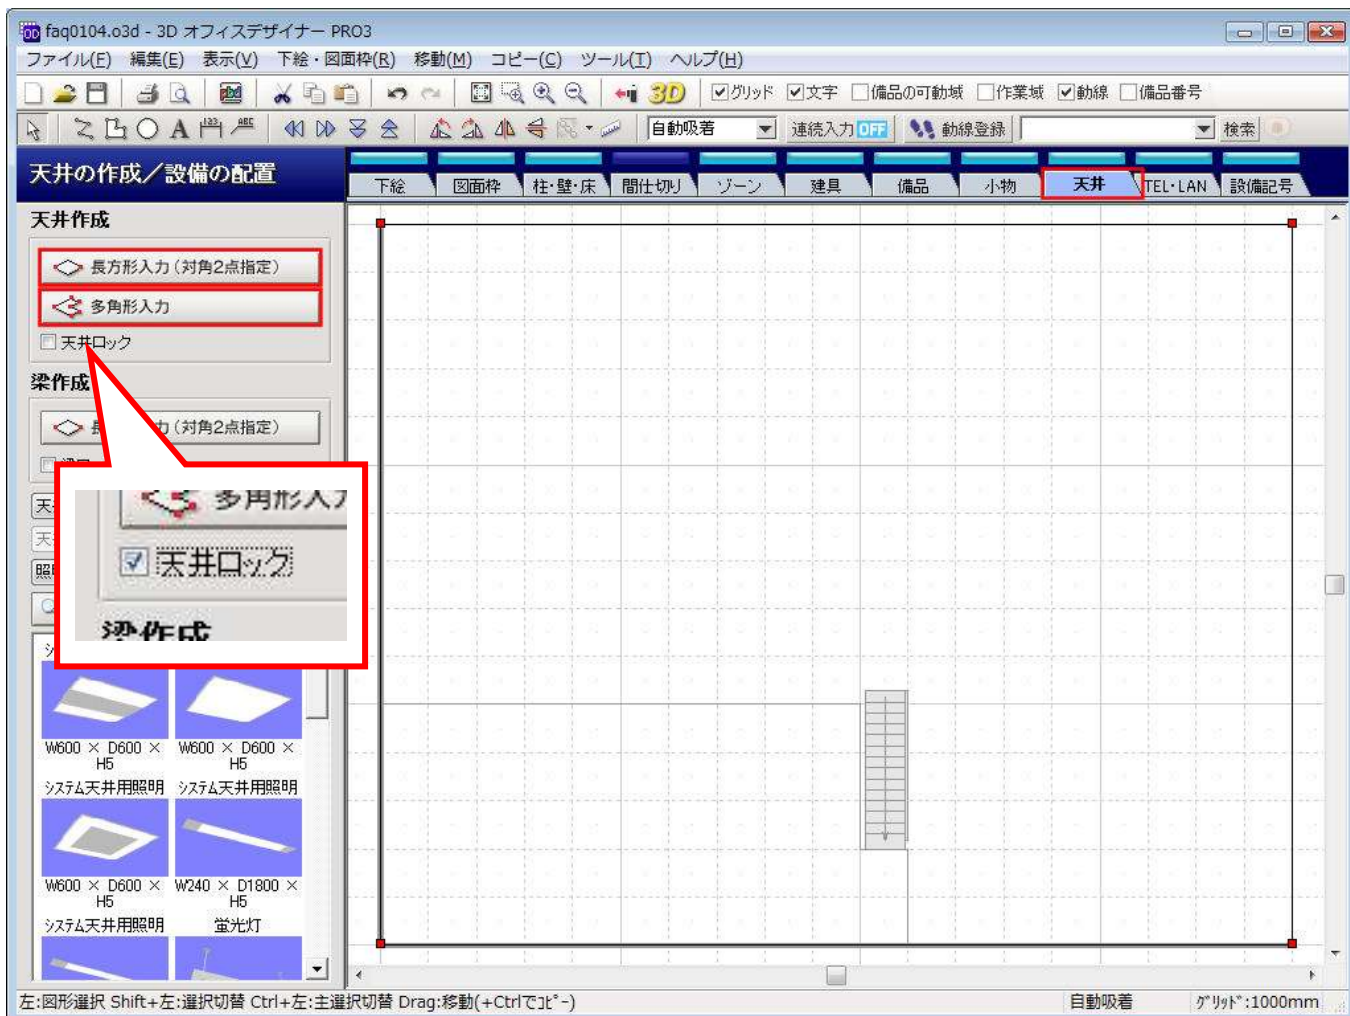 faq0104.o3d - 3D オフィスデザイナー PRO3
ファイル(F) 編集(E) 表示(V) 下絵・図面枠(R) 移動(M) コピー(C) ツール(T) ヘルプ(H)
3D グリッド 文字 備品の可動域 作業域 動線 備品番号
A 123 ABC 自動吸着 連続入力 OFF 動線登録 検索
天井の作成／設備の配置
下絵 図面枠 柱・壁・床 間仕切り ゾーン 建具 備品 小物 天井 TEL・LAN 設備記号
天井作成
長方形入力(対角2点指定)
多角形入力
天井ロック
梁作成
力(対角2点指定)
天
天
照
多角形入力
天井ロック
梁作成
W600 × D600 × H5
W600 × D600 × H5
システム天井用照明
システム天井用照明
W600 × D600 × H5
W240 × D1800 × H5
システム天井用照明
蛍光灯
左:図形選択 Shift+左:選択切替 Ctrl+左:主選択切替 Drag:移動(+Ctrlでｺﾋﾟｰ) 自動吸着 ｸﾞﾘｯﾄﾞ:1000mm